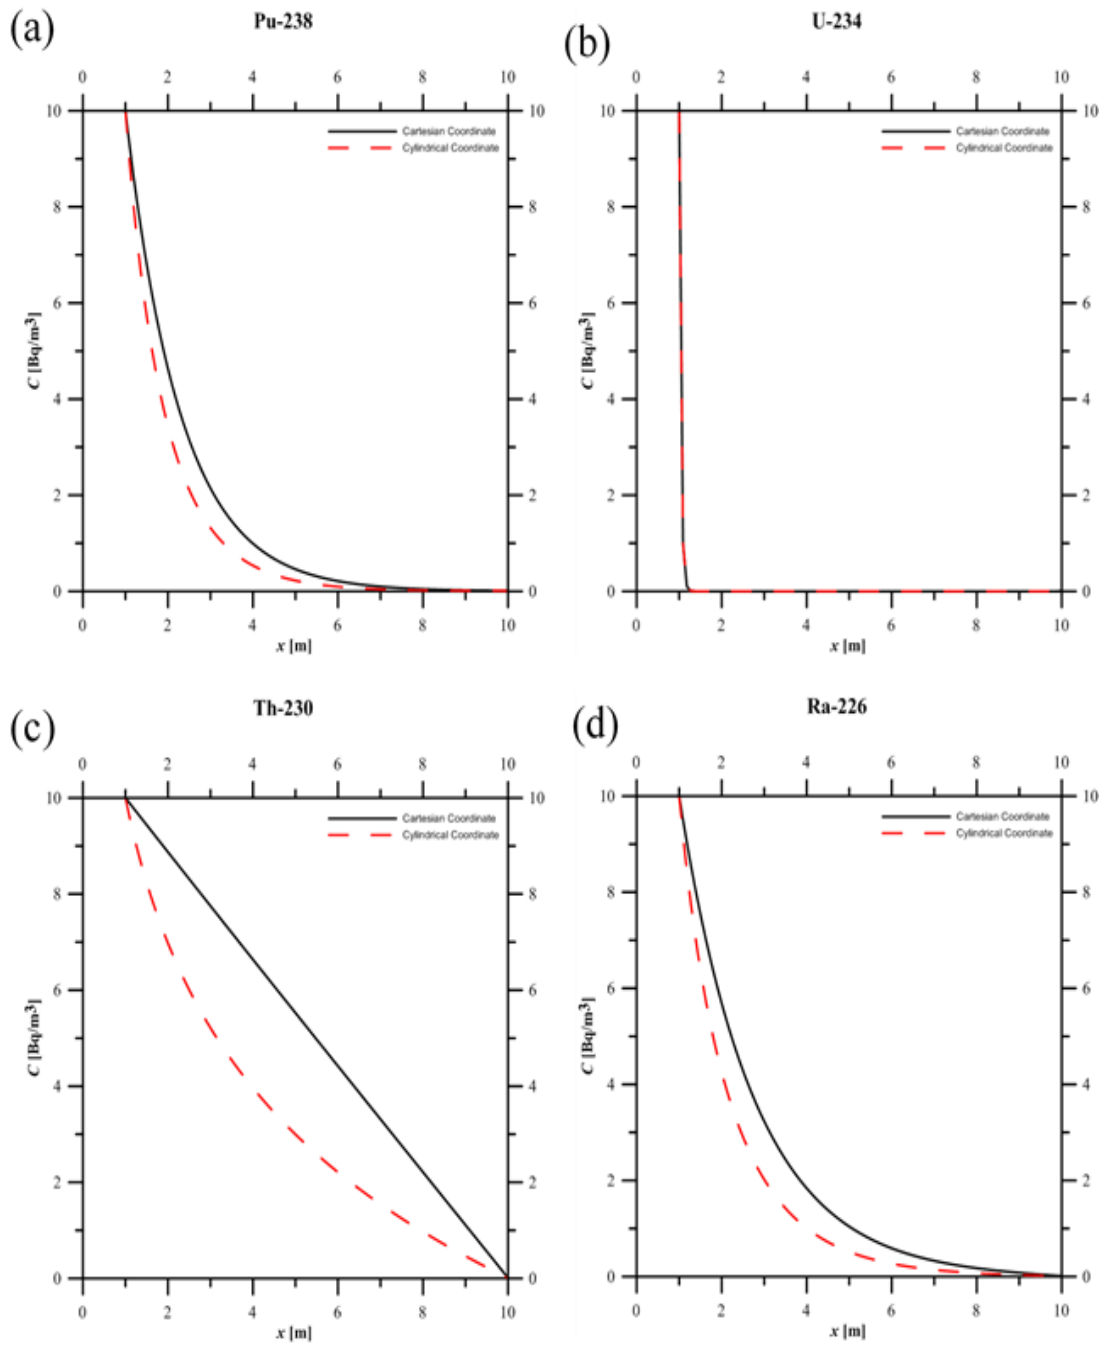 (a)
Pu-238
0 2 4 6 8 10
10 10
Cartesian Coordinate
Cylindrical Coordinate
8 8
6 6
C [Bq/m3]
4 4
2 2
0 0
0 2 4 6 8 10
x [m]
(b)
U-234
0 2 4 6 8 10
10 10
Cartesian Coordinate
Cylindrical Coordinate
8 8
6 6
C [Bq/m3]
4 4
2 2
0 0
0 2 4 6 8 10
x [m]
(c)
Th-230
0 2 4 6 8 10
10 10
Cartesian Coordinate
Cylindrical Coordinate
8 8
6 6
C [Bq/m3]
4 4
2 2
0 0
0 2 4 6 8 10
x [m]
(d)
Ra-226
0 2 4 6 8 10
10 10
Cartesian Coordinate
Cylindrical Coordinate
8 8
6 6
C [Bq/m3]
4 4
2 2
0 0
0 2 4 6 8 10
x [m]